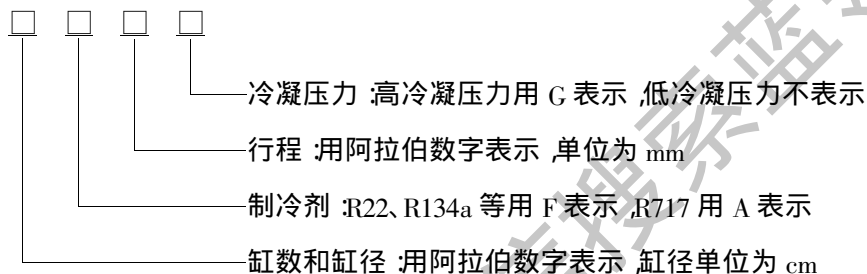 □ □ □ □
冷凝压力:高冷凝压力用 G 表示,低冷凝压力不表示
行程:用阿拉伯数字表示,单位为 mm
制冷剂:R22、R134a 等用 F 表示,R717 用 A 表示
缸数和缸径:用阿拉伯数字表示,缸径单位为 cm
搜索蓝